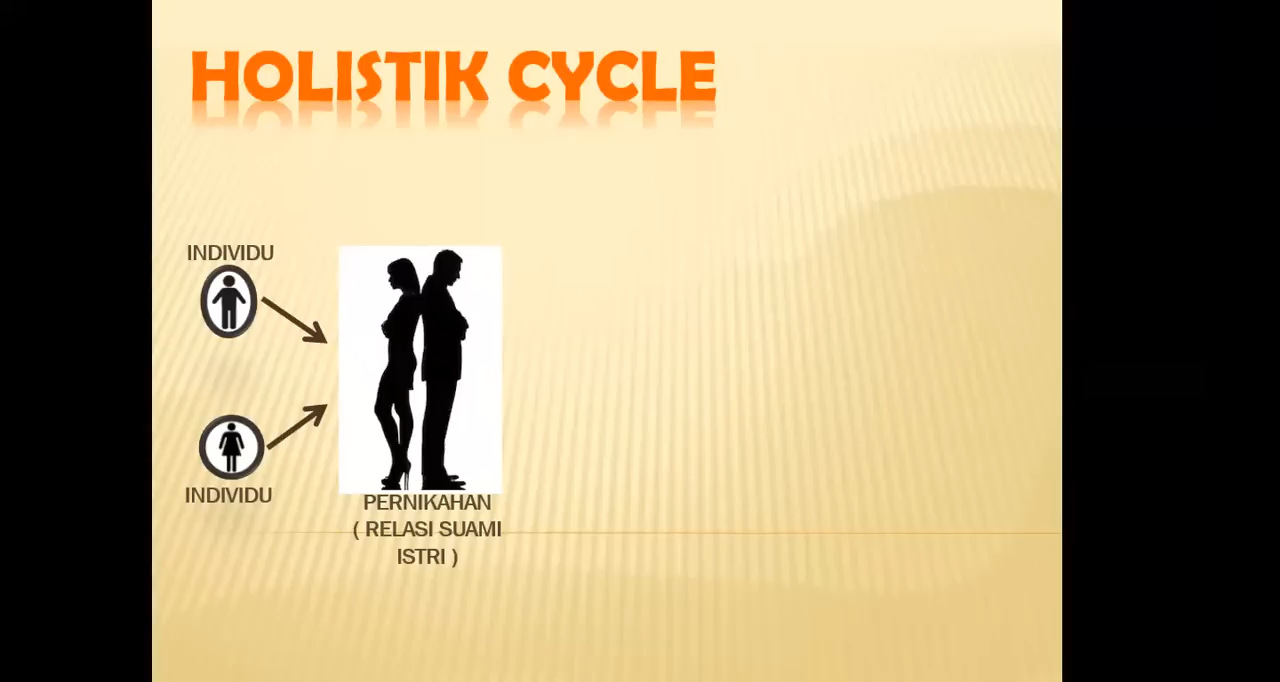 HOLISTIK CYCLE
INDIVIDU
INDIVIDU
PERNIKAHAN
( RELASI SUAMI
ISTRI )